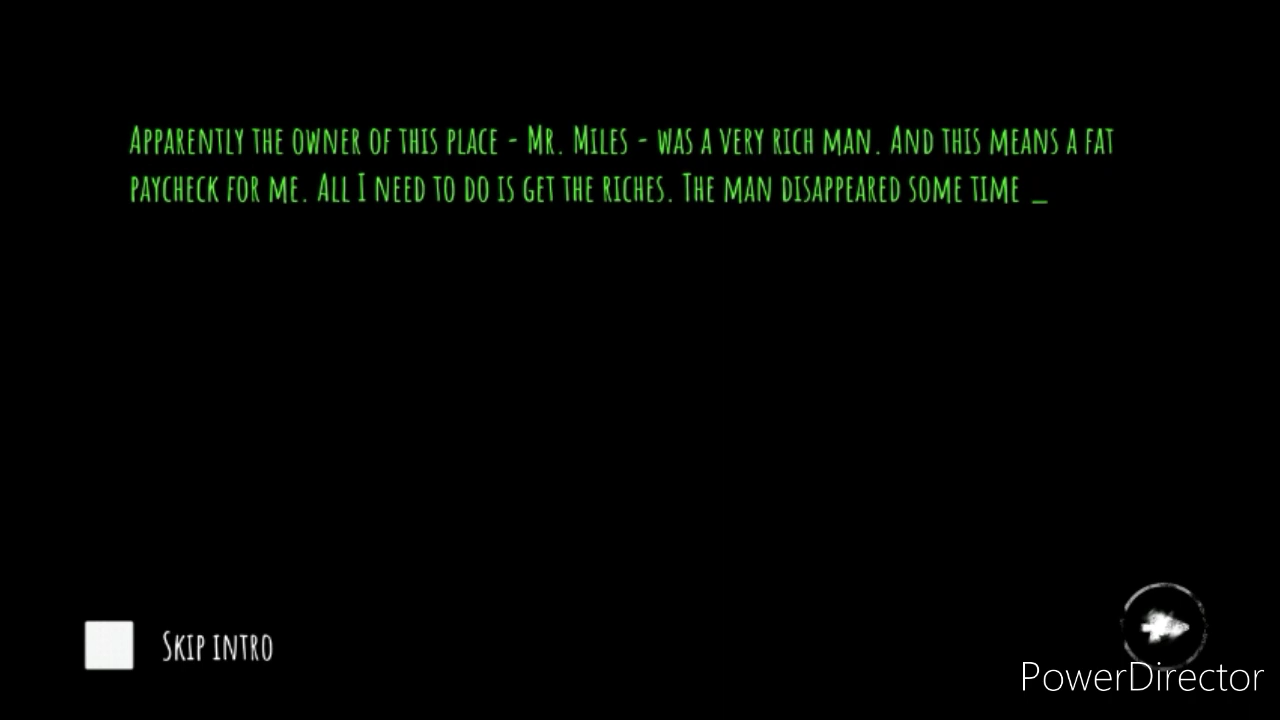 Apparently the owner of this place - Mr. Miles - was a very rich man. And this means a fat
paycheck for me. All I need to do is get the riches. The man disappeared some time _
Skip intro
PowerDirector